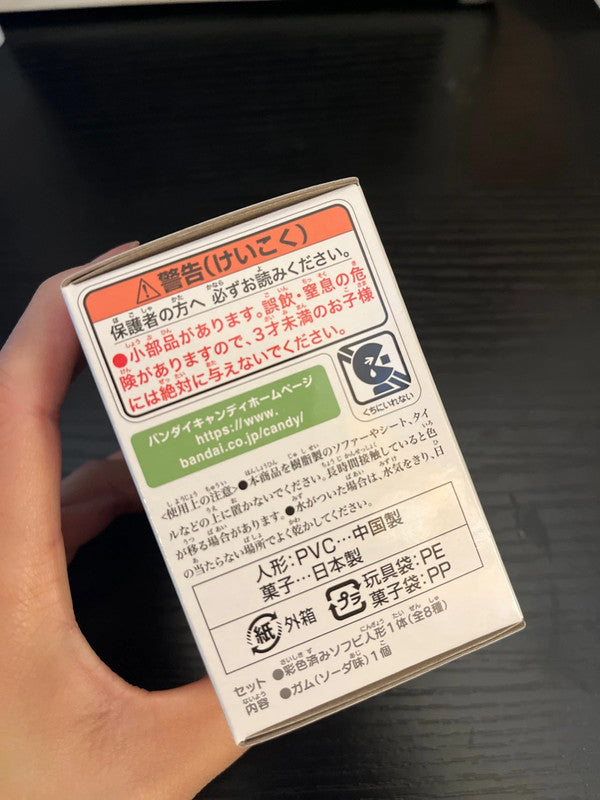 警告(けいこく)
保護者の方へ 必ずお読みください。
●小部品があります。誤飲・窒息の危
険がありますので、3才未満のお子様
には絶対に与えないでください。
くちにいれない
バンダイキャンディホームページ
https://www.
bandai.co.jp/candy/
〈使用上の注意〉●本商品を樹脂製のソファーやシート、タイ
ルなどの上に置かないでください。長時間接触していると色
が移る場合があります。●水がついた場合は、水気をきり、日
の当たらない場所でよく乾かしてください。
人形:PVC…中国製
菓子…日本製
紙 外箱
プラ 玩具袋:PE
菓子袋:PP
セット内容
●彩色済みソフビ人形1体(全8種)
●ガム(ソーダ味)1個